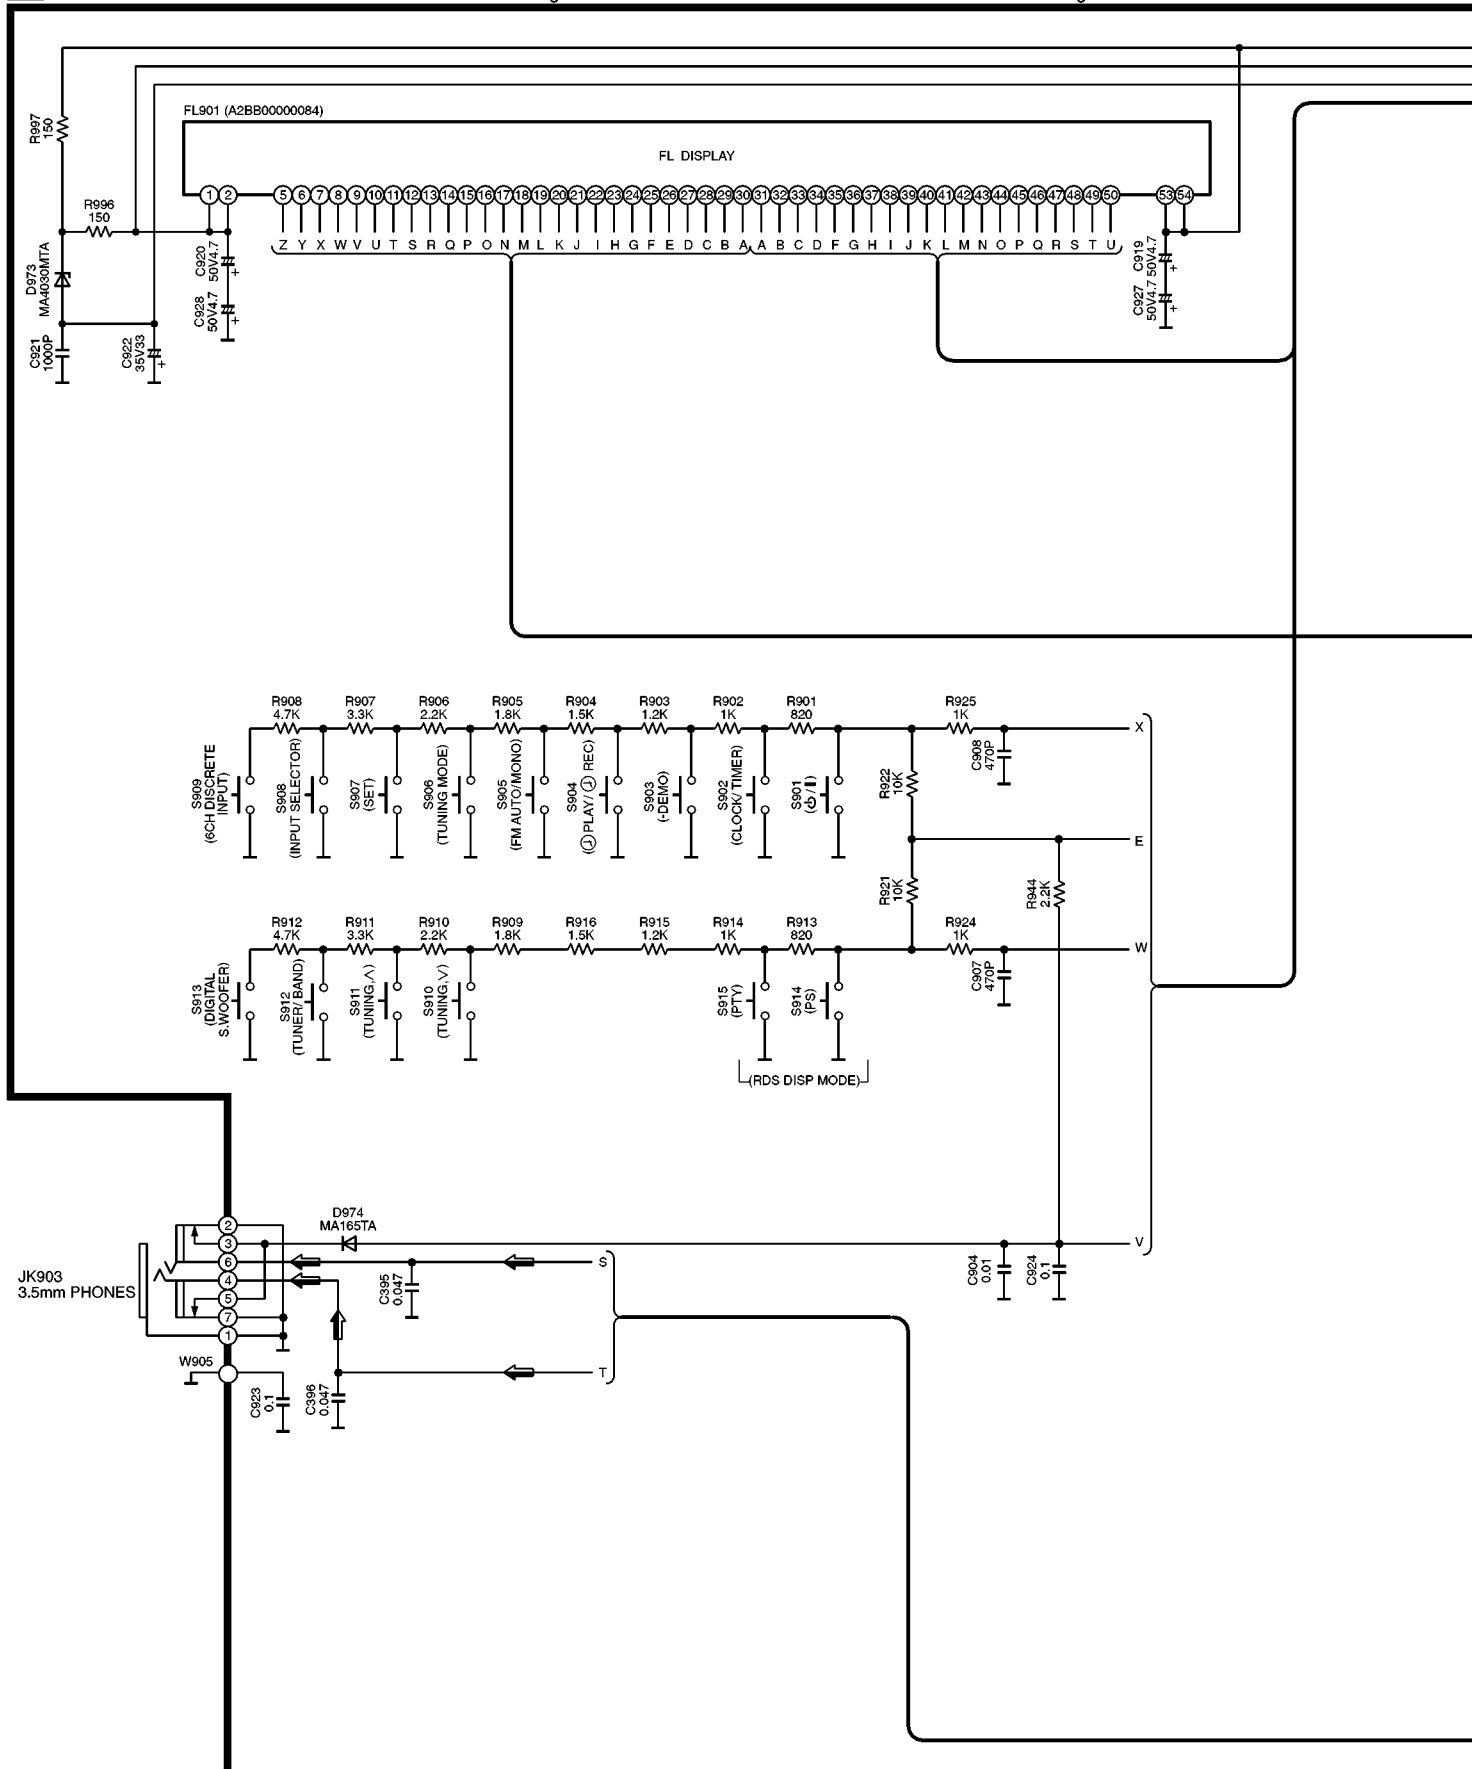 FL901 (A2BB00000084)
FL DISPLAY
R997
150
R996
150
1 2 5 6 7 8 9 10 11 12 13 14 15 16 17 18 19 20 21 22 23 24 25 26 27 28 29 30 31 32 33 34 35 36 37 38 39 40 41 42 43 44 45 46 47 48 49 50 53 54
Z Y X W V U T S R Q P O N M L K J I H G F E D C B A A B C D F G H I J K L M N O P Q R S T U
D973
MA4030MTA
C920
50V4.7
+
C928
50V4.7
+
C919
50V4.7
+
C927
50V4.7
+
C921
1000P
C922
35V33
+
R908
4.7K
R907
3.3K
R906
2.2K
R905
1.8K
R904
1.5K
R903
1.2K
R902
1K
R901
820
R925
1K
X
S909
(6CH DISCRETE
INPUT)
S908
(INPUT SELECTOR)
S907
(SET)
S906
(TUNING MODE)
S905
(FM AUTO/MONO)
S904
(PLAY/ REC)
S903
(-DEMO)
S902
(CLOCK/TIMER)
S901
(⏻/I)
R922
10K
C908
470P
E
R921
10K
R944
2.2K
R912
4.7K
R911
3.3K
R910
2.2K
R909
1.8K
R916
1.5K
R915
1.2K
R914
1K
R913
820
R924
1K
W
S913
(DIGITAL
S.WOOFER)
S912
(TUNER/BAND)
S911
(TUNING,∧)
S910
(TUNING,∨)
S915
(PTY)
S914
(PS)
C907
470P
(RDS DISP MODE)
D974
MA165TA
V
2
3
6
4
5
7
1
JK903
3.5mm PHONES
S
C395
0.047
C904
0.01
C924
0.1
T
W905
C923
0.1
C396
0.047